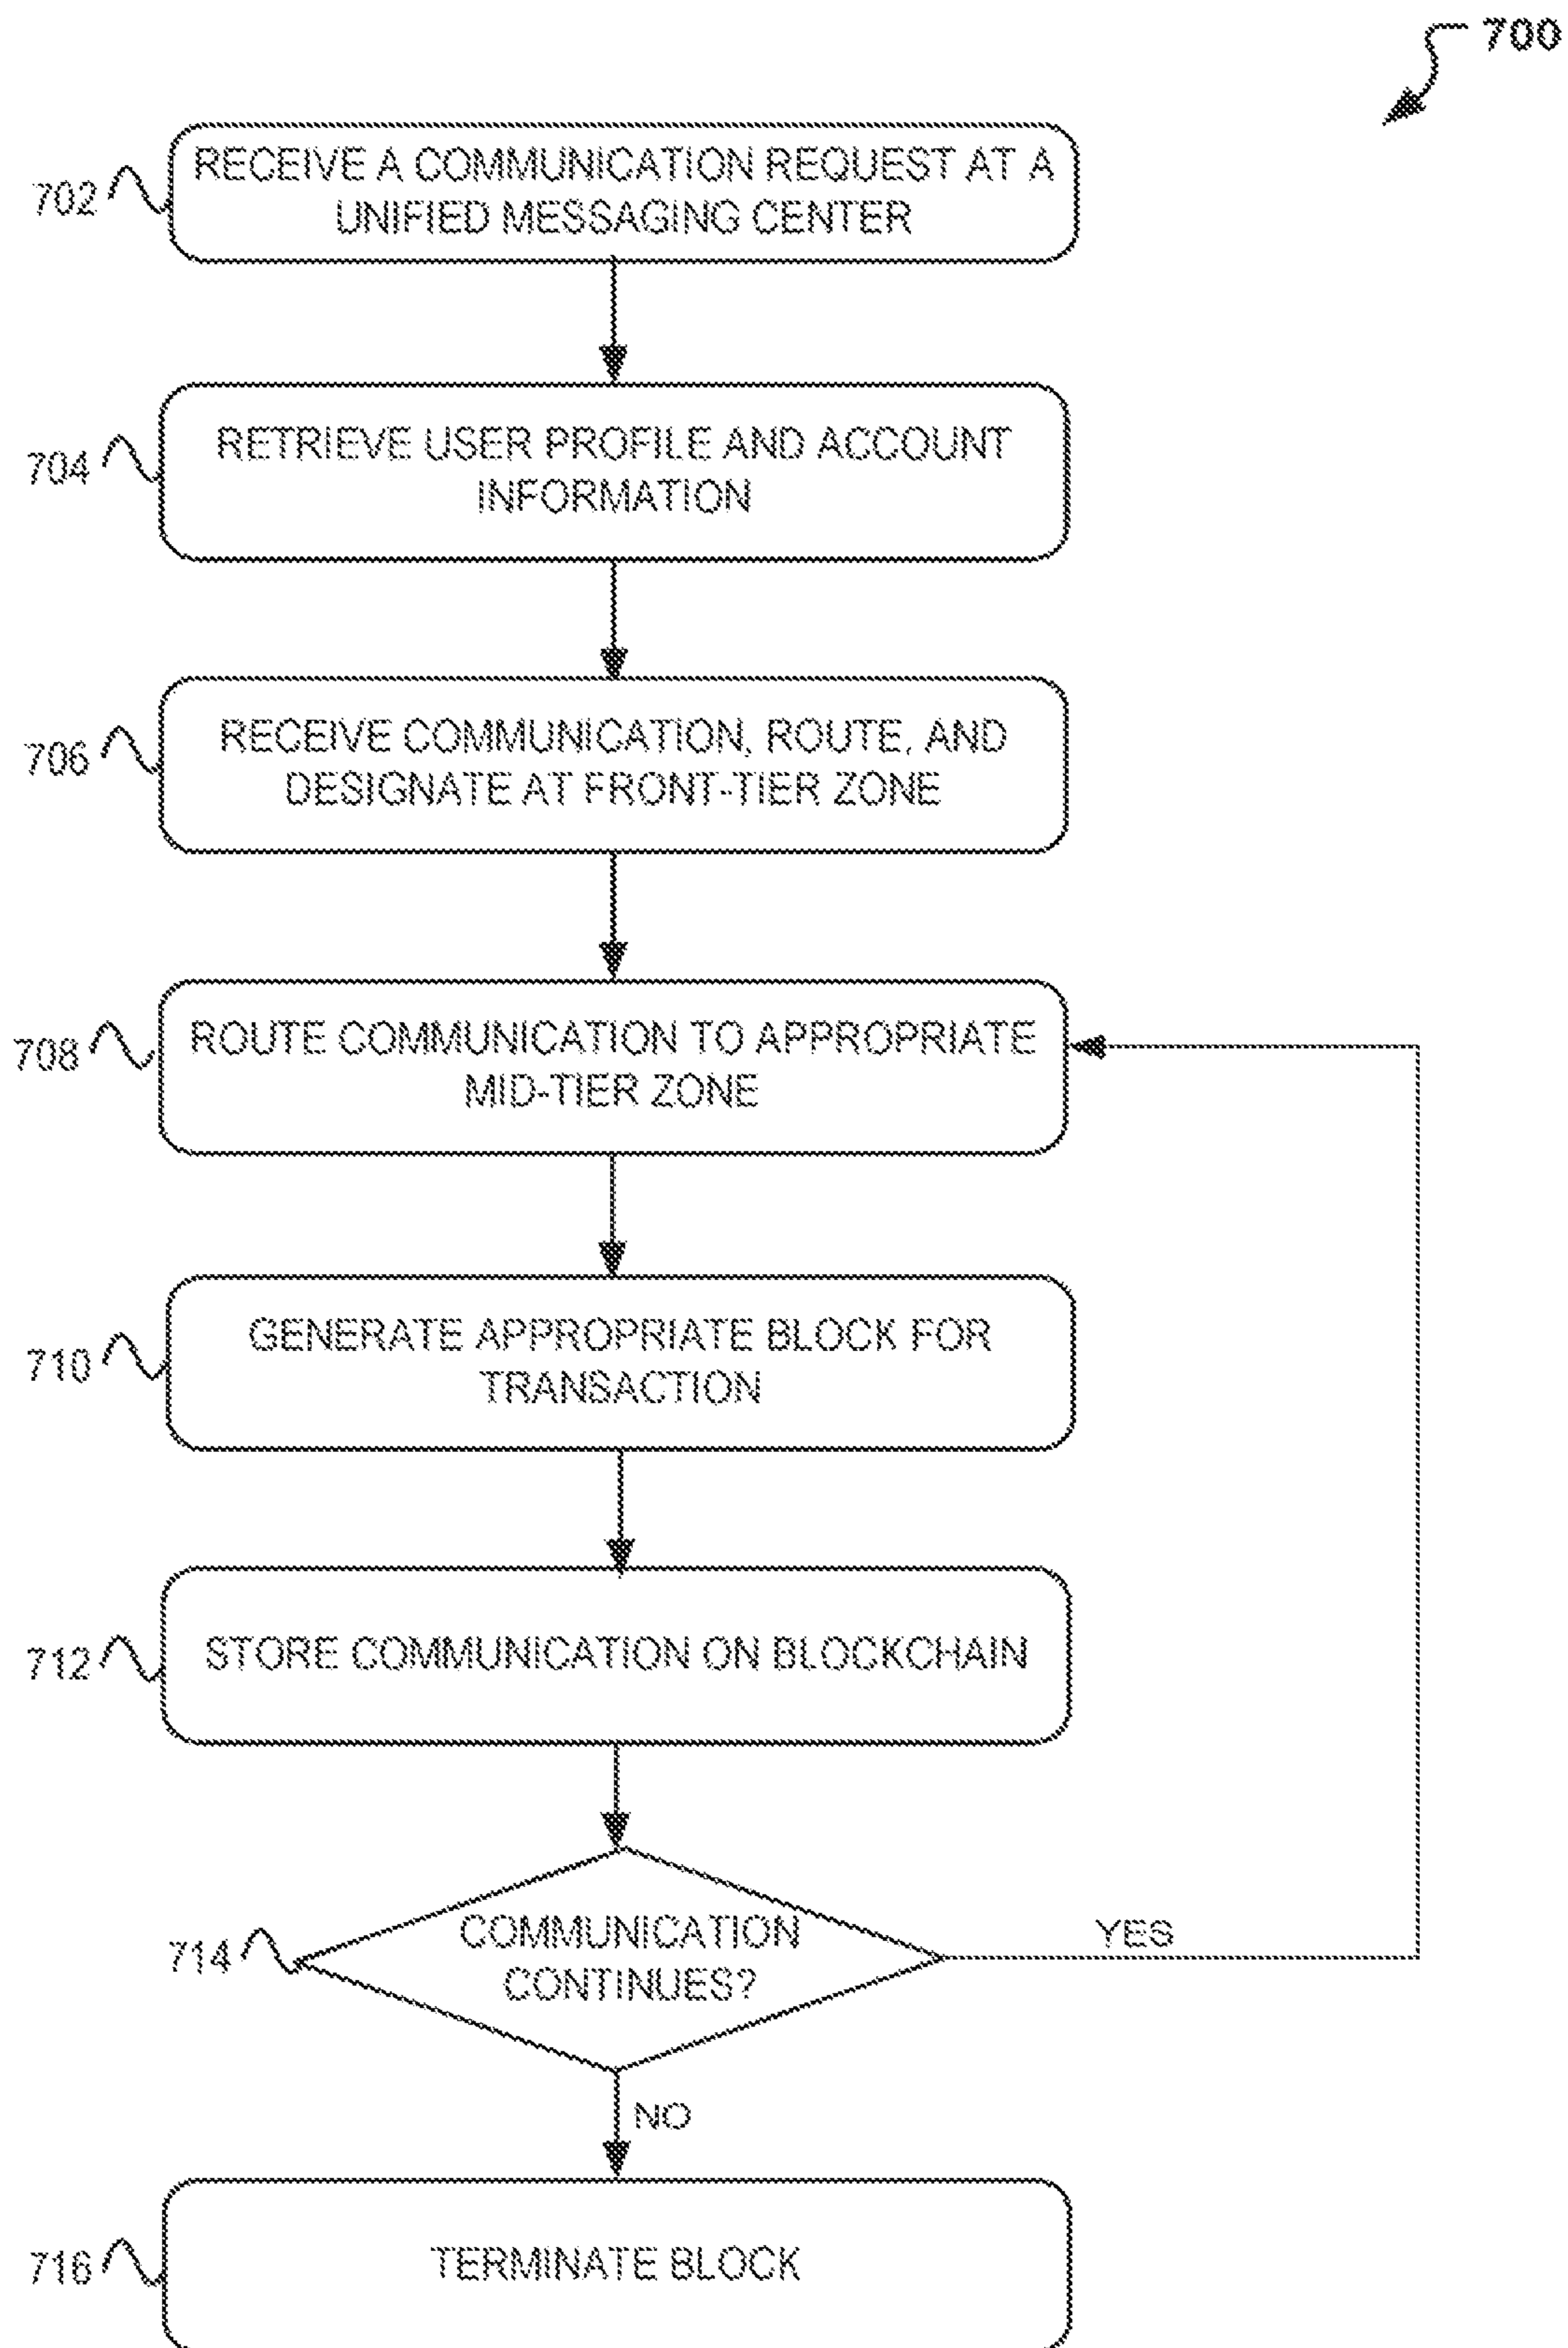 700
702
RECEIVE A COMMUNICATION REQUEST AT A
UNIFIED MESSAGING CENTER
704
RETRIEVE USER PROFILE AND ACCOUNT
INFORMATION
706
RECEIVE COMMUNICATION, ROUTE, AND
DESIGNATE AT FRONT-TIER ZONE
708
ROUTE COMMUNICATION TO APPROPRIATE
MID-TIER ZONE
710
GENERATE APPROPRIATE BLOCK FOR
TRANSACTION
712
STORE COMMUNICATION ON BLOCKCHAIN
714
COMMUNICATION
CONTINUES?
YES
NO
716
TERMINATE BLOCK